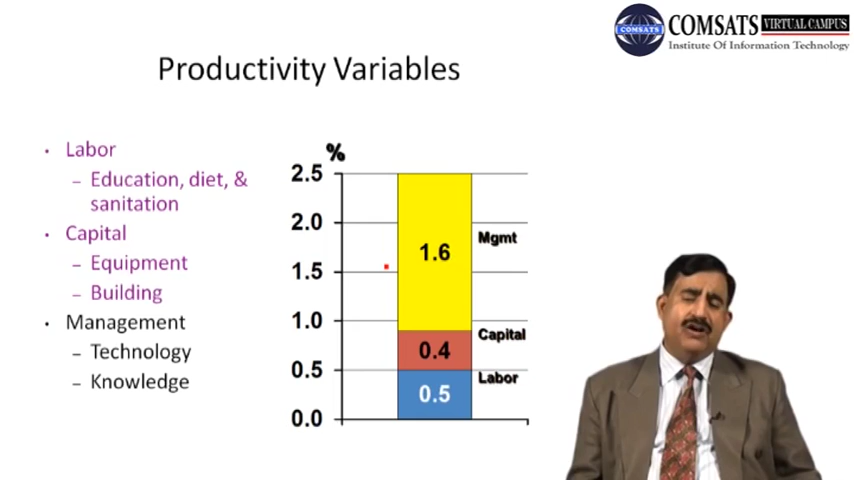 COMSATS
COMSATS VIRTUAL CAMPUS
Institute Of Information Technology
Productivity Variables
• Labor
– Education, diet, &
sanitation
• Capital
– Equipment
– Building
• Management
– Technology
– Knowledge
%
2.5
2.0
1.5
1.0
0.5
0.0
1.6
0.4
0.5
Mgmt
Capital
Labor